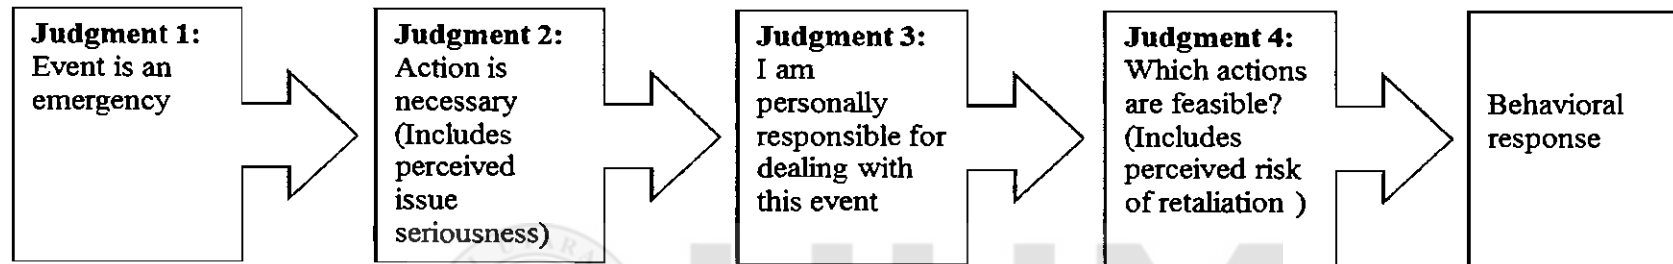 Judgment 1:
Event is an
emergency
Judgment 2:
Action is
necessary
(Includes
perceived
issue
seriousness)
Judgment 3:
I am
personally
responsible for
dealing with
this event
Judgment 4:
Which actions
are feasible?
(Includes
perceived risk
of retaliation )
Behavioral
response